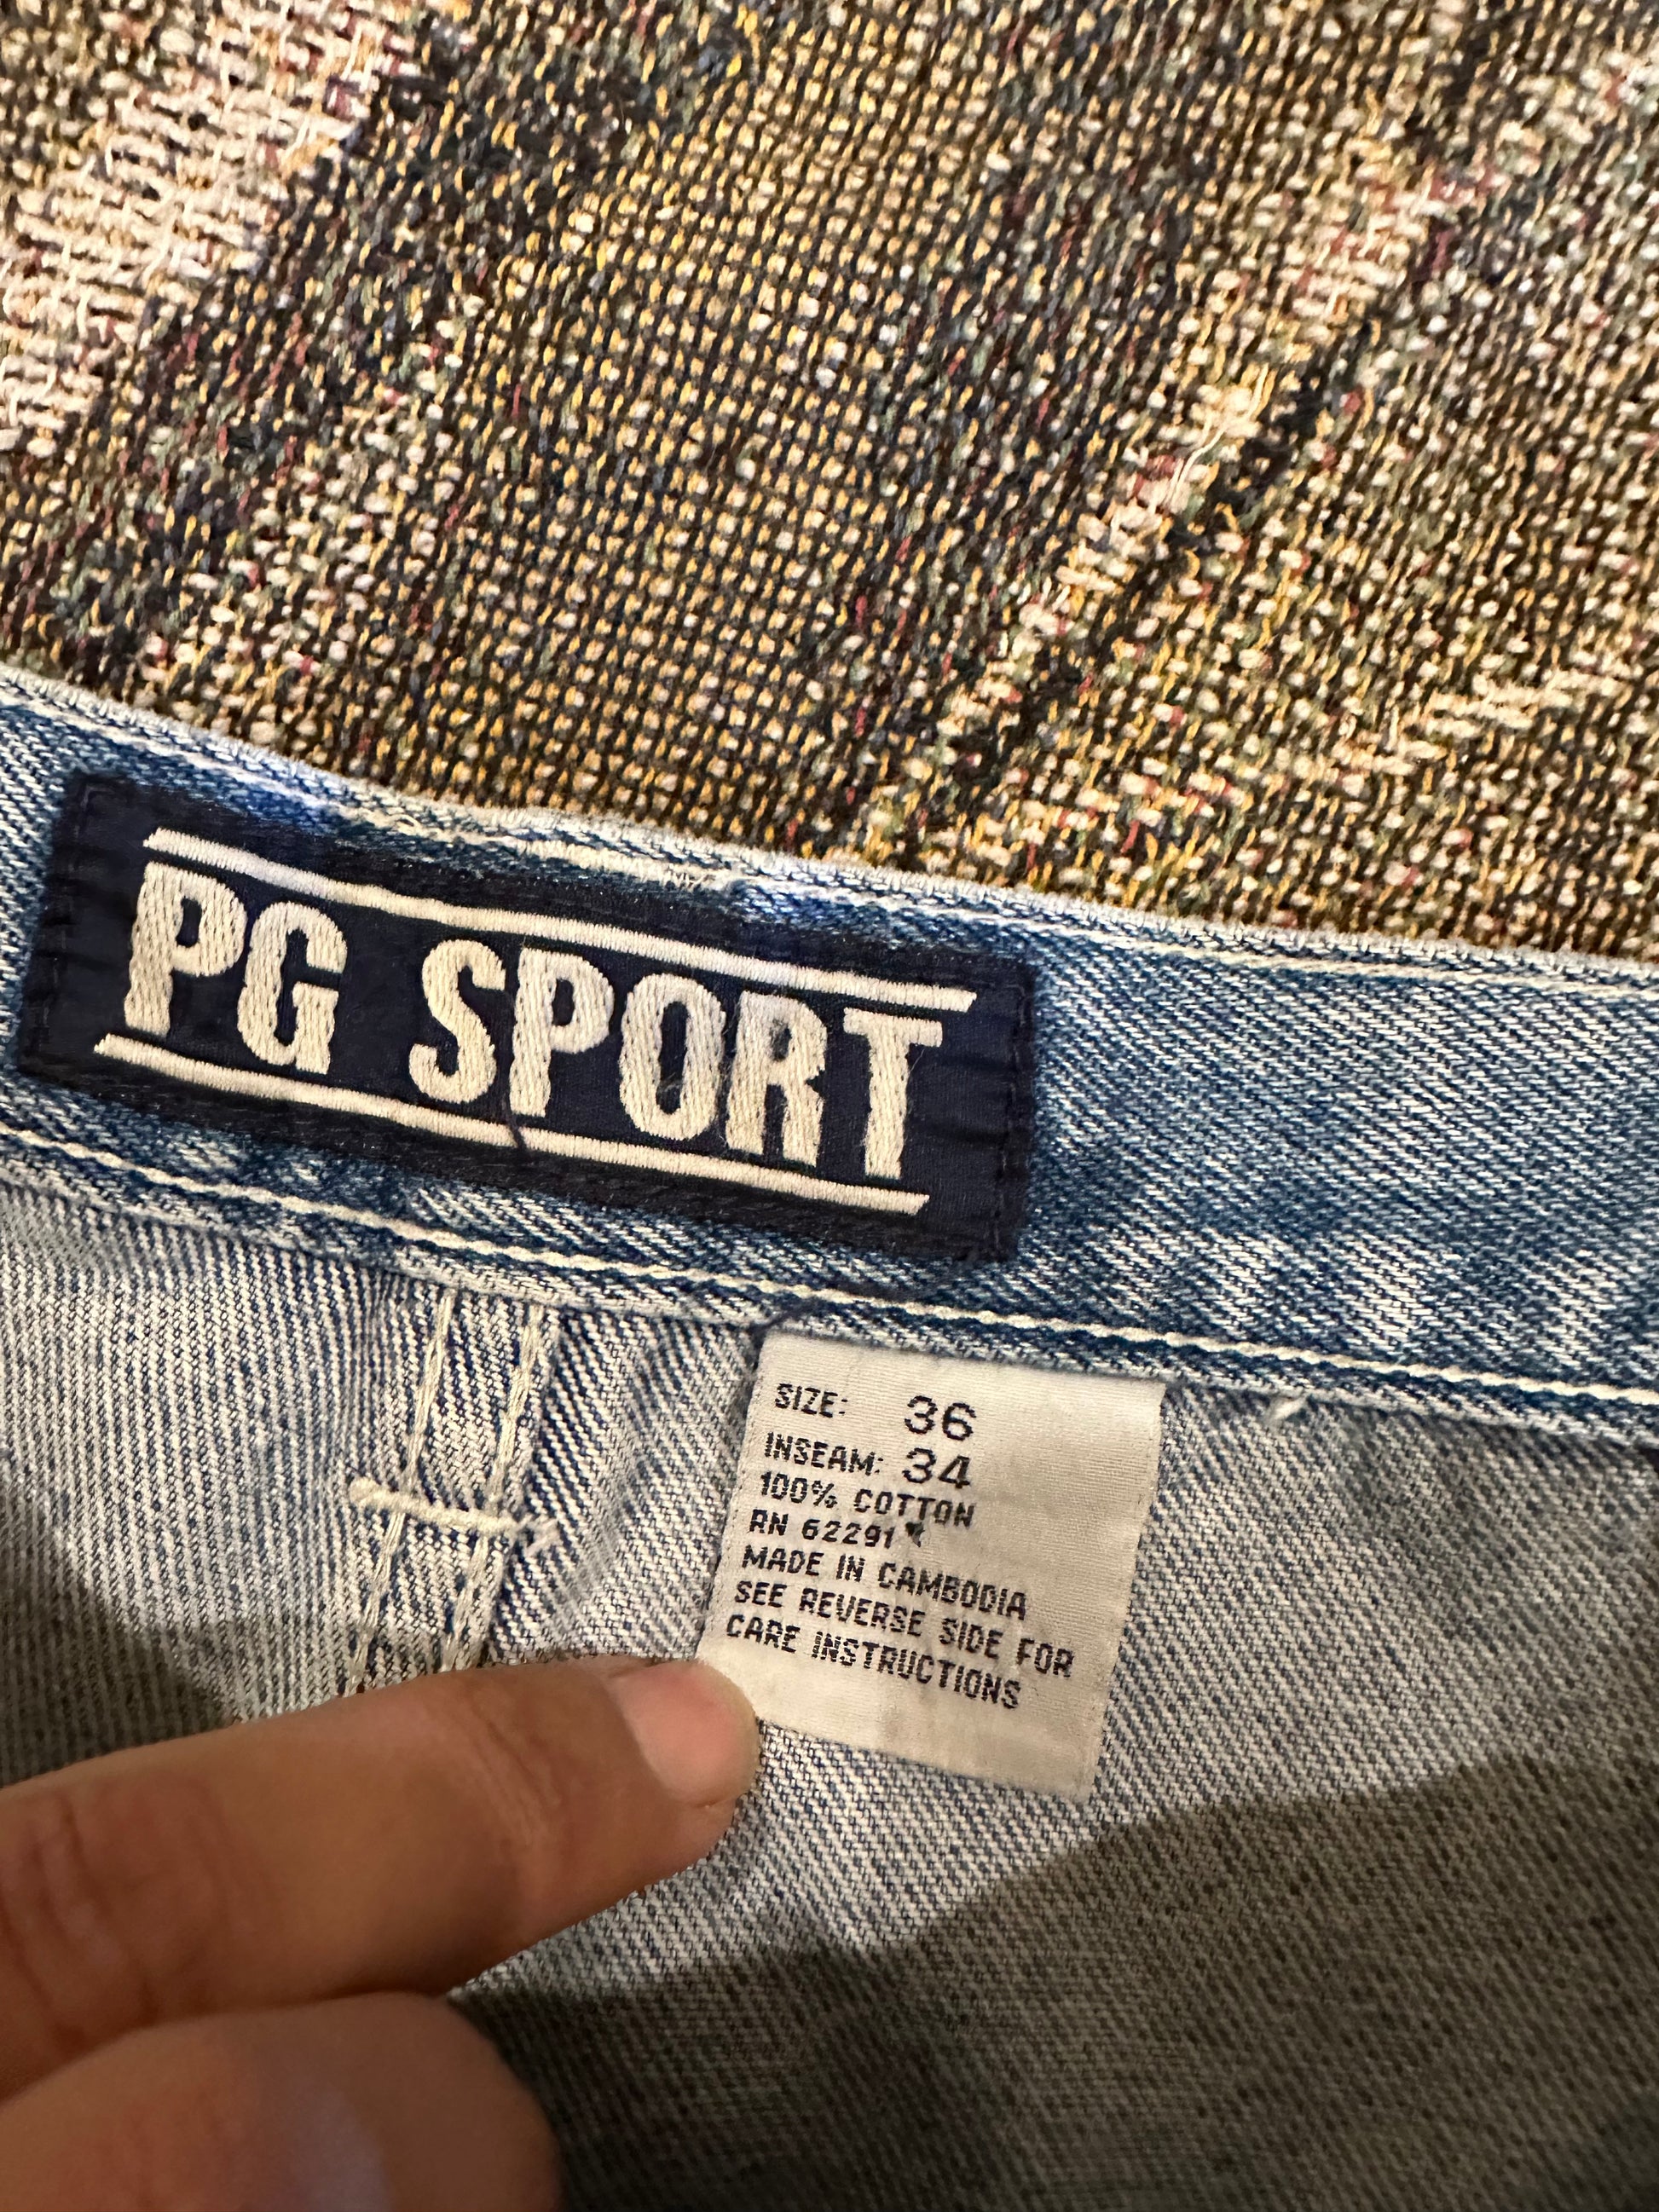 PG SPORT
SIZE: 36
INSEAM: 34
100% COTTON
RN 62291
MADE IN CAMBODIA
SEE REVERSE SIDE FOR
CARE INSTRUCTIONS